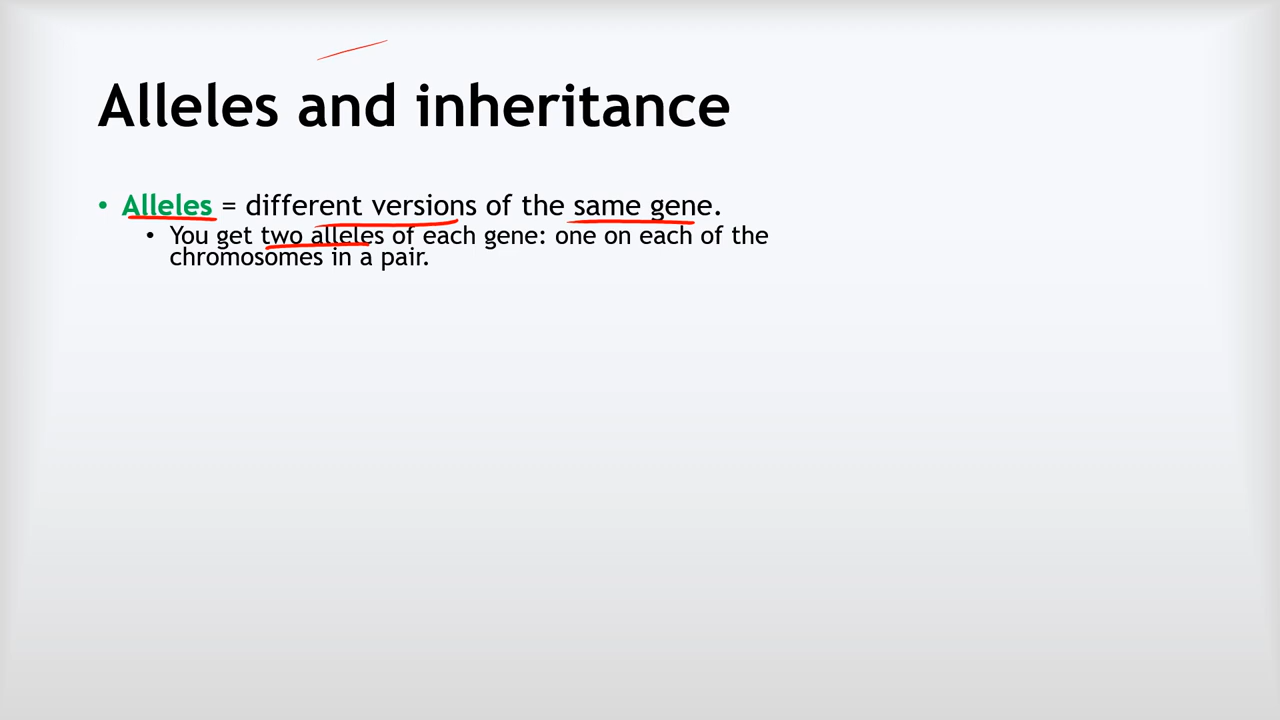 Alleles and inheritance
• Alleles = different versions of the same gene.
• You get two alleles of each gene: one on each of the
chromosomes in a pair.